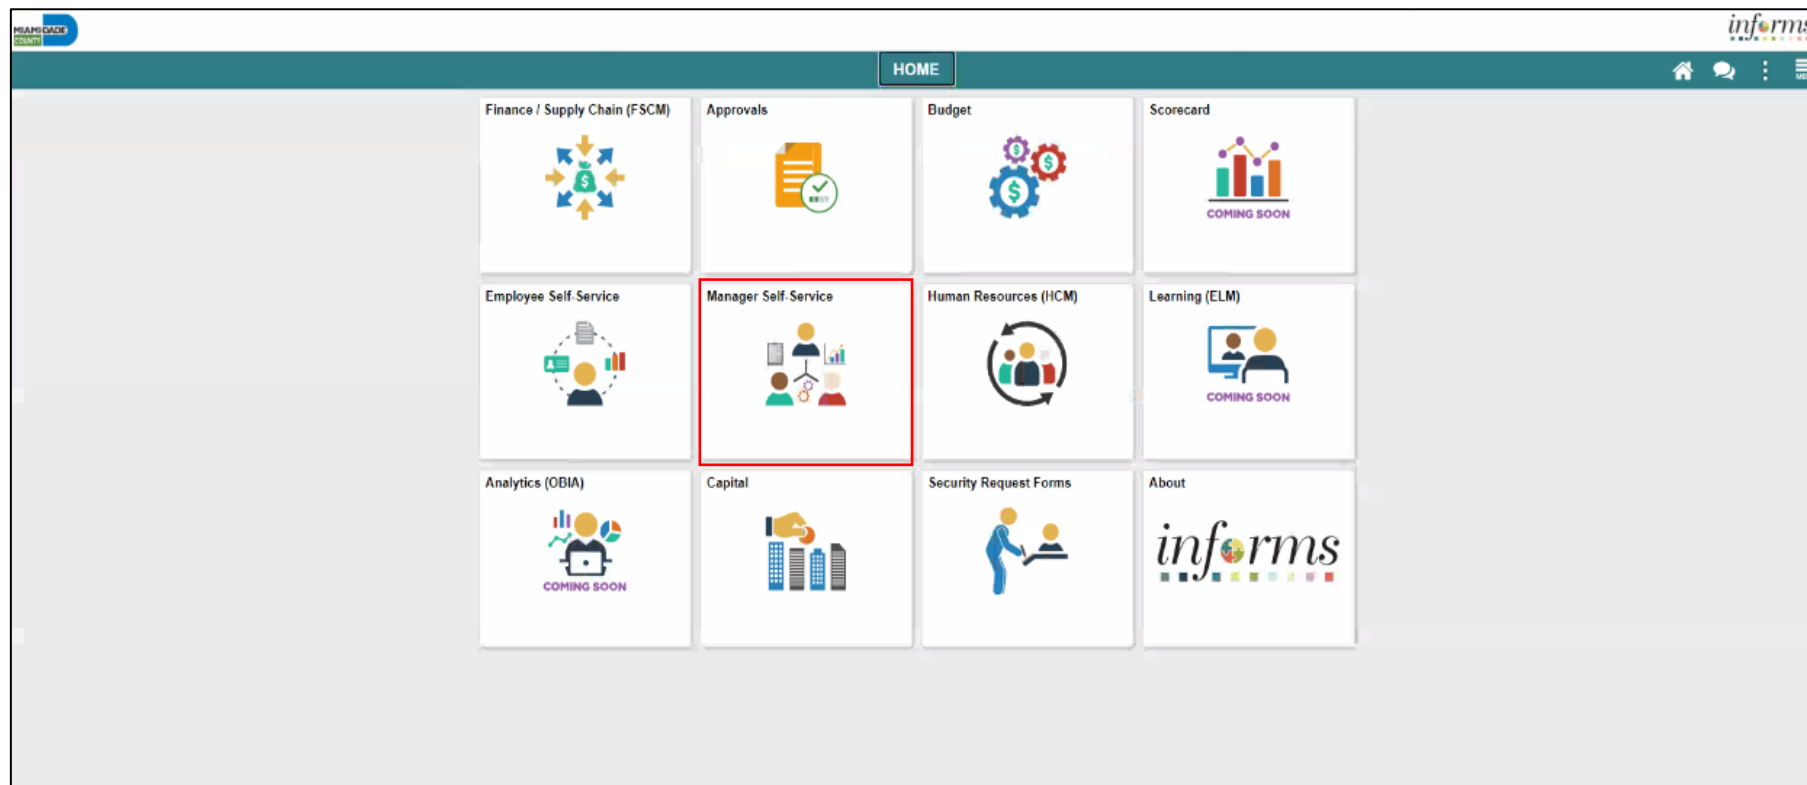 MIAMI-DADE
COUNTY
informs
HOME
Finance / Supply Chain (FSCM)
Approvals
Budget
Scorecard
COMING SOON
Employee Self-Service
Manager Self-Service
Human Resources (HCM)
Learning (ELM)
COMING SOON
Analytics (OBIA)
Capital
Security Request Forms
About
COMING SOON
informs